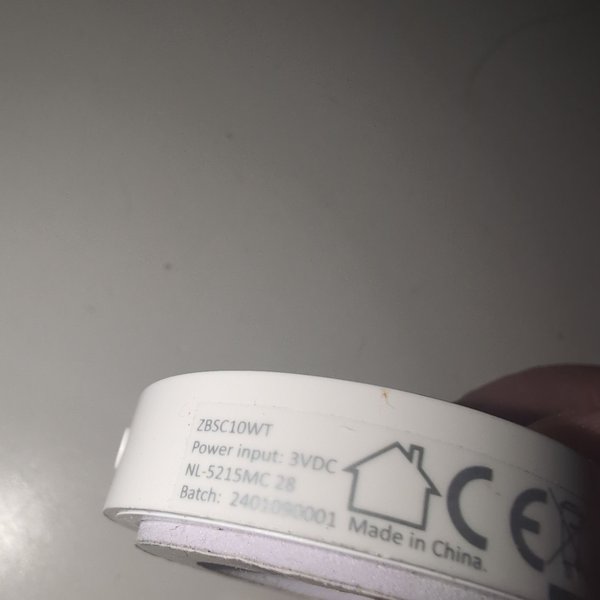 ZBSC10WT
Power input: 3VDC
NL-5215MC 28
Batch: 2401090001
Made in China.
CE